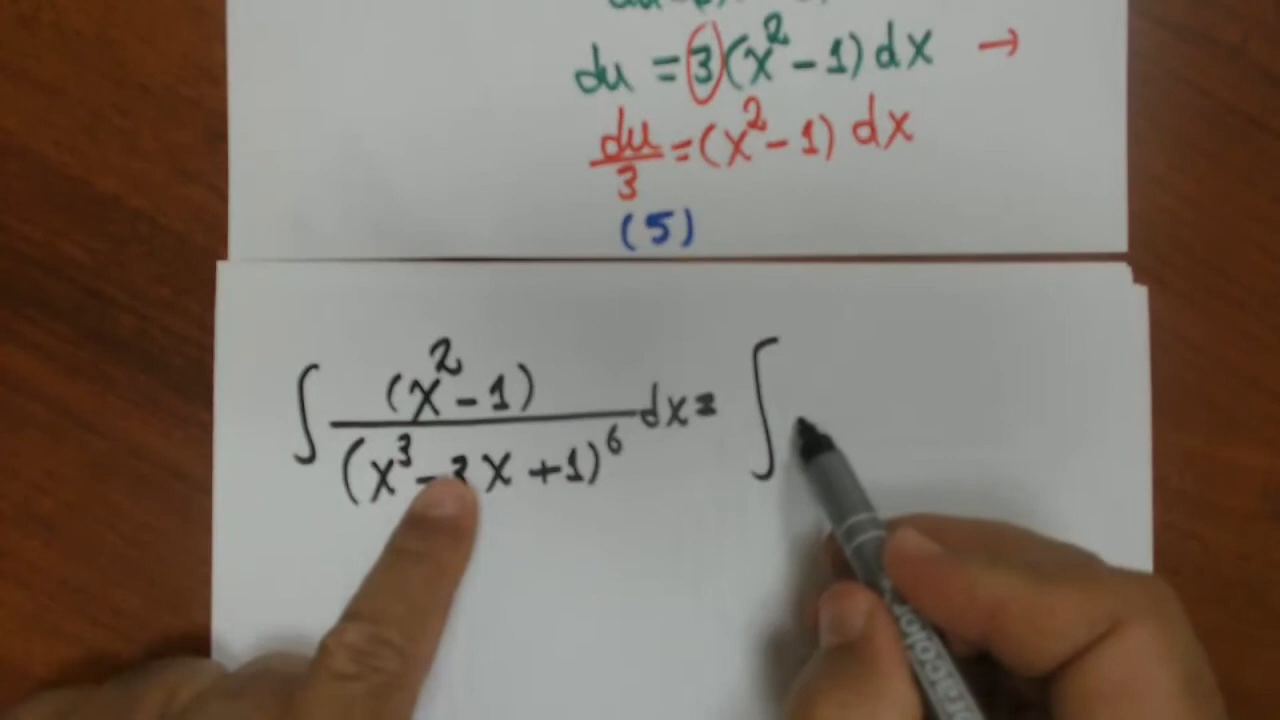 du = 3(x² - 1) dx →
du/3 = (x² - 1) dx
(5)
∫ (x² - 1)/(x³ - 3x + 1)⁶ dx = ∫